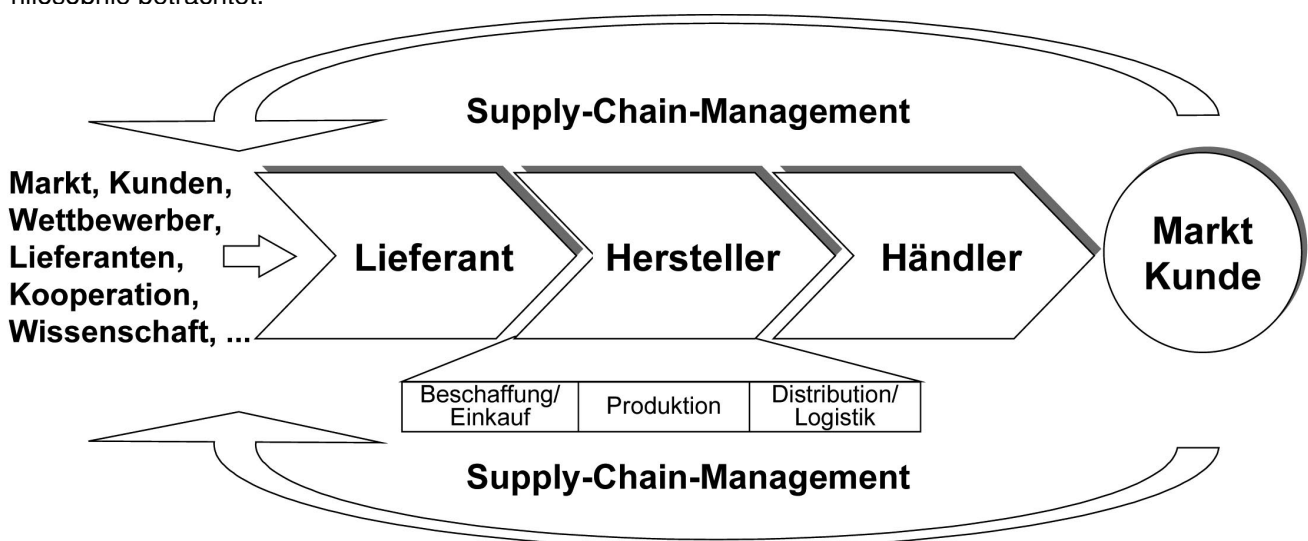 Supply-Chain-Management
Markt, Kunden,
Wettbewerber,
Lieferanten,
Kooperation,
Wissenschaft, ...
Lieferant
Hersteller
Händler
Markt
Kunde
Beschaffung/
Einkauf
Produktion
Distribution/
Logistik
Supply-Chain-Management